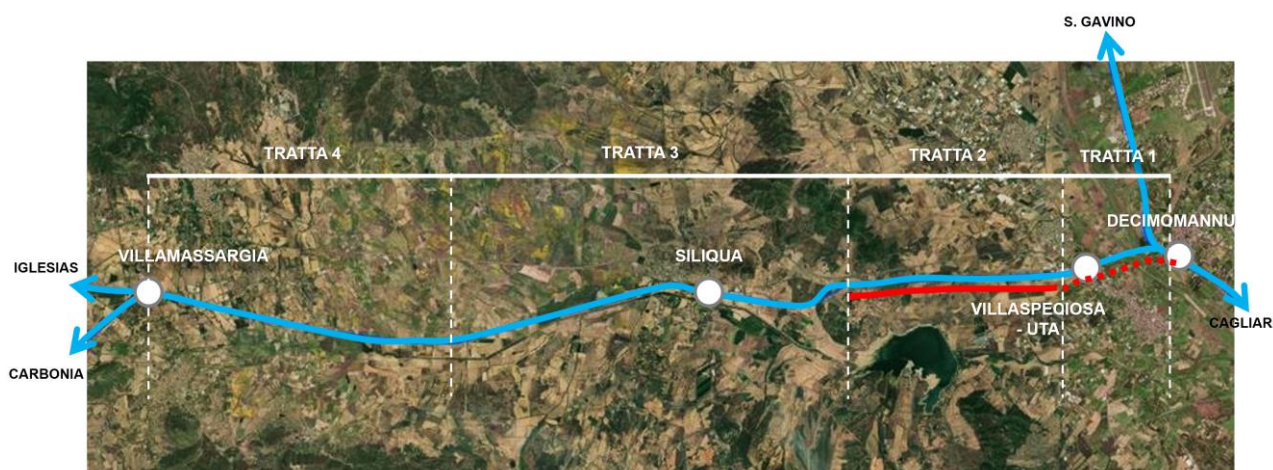 S. GAVINO
TRATTA 4
TRATTA 3
TRATTA 2
TRATTA 1
DECIMOMANNU
VILLAMASSARGIA
SILIQUA
IGLESIAS
VILLASPECIOSA
- UTA
CAGLIAR
CARBONIA